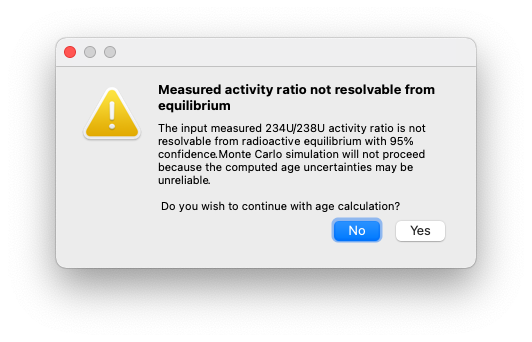 Measured activity ratio not resolvable from
equilibrium
The input measured 234U/238U activity ratio is not
resolvable from radioactive equilibrium with 95%
confidence.Monte Carlo simulation will not proceed
because the computed age uncertainties may be
unreliable.
Do you wish to continue with age calculation?
No Yes